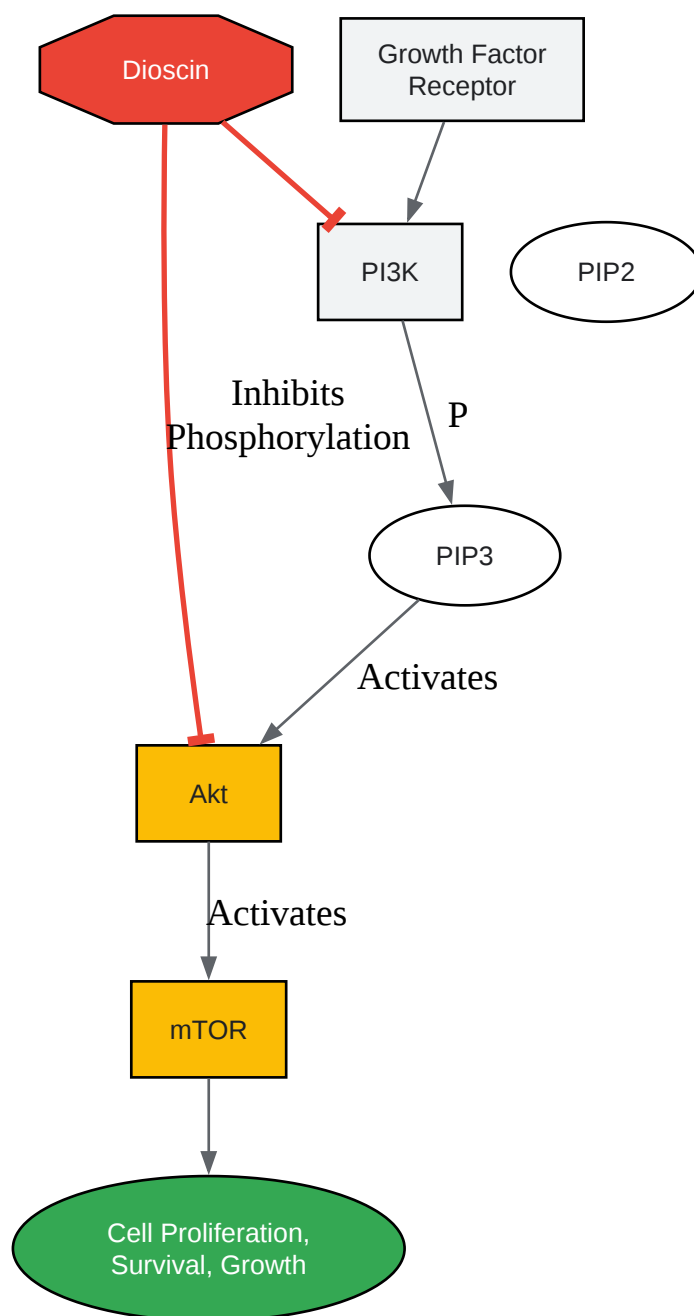 Dioscin
Growth Factor
Receptor
PI3K
PIP2
Inhibits
Phosphorylation
P
PIP3
Activates
Akt
Activates
mTOR
Cell Proliferation,
Survival, Growth